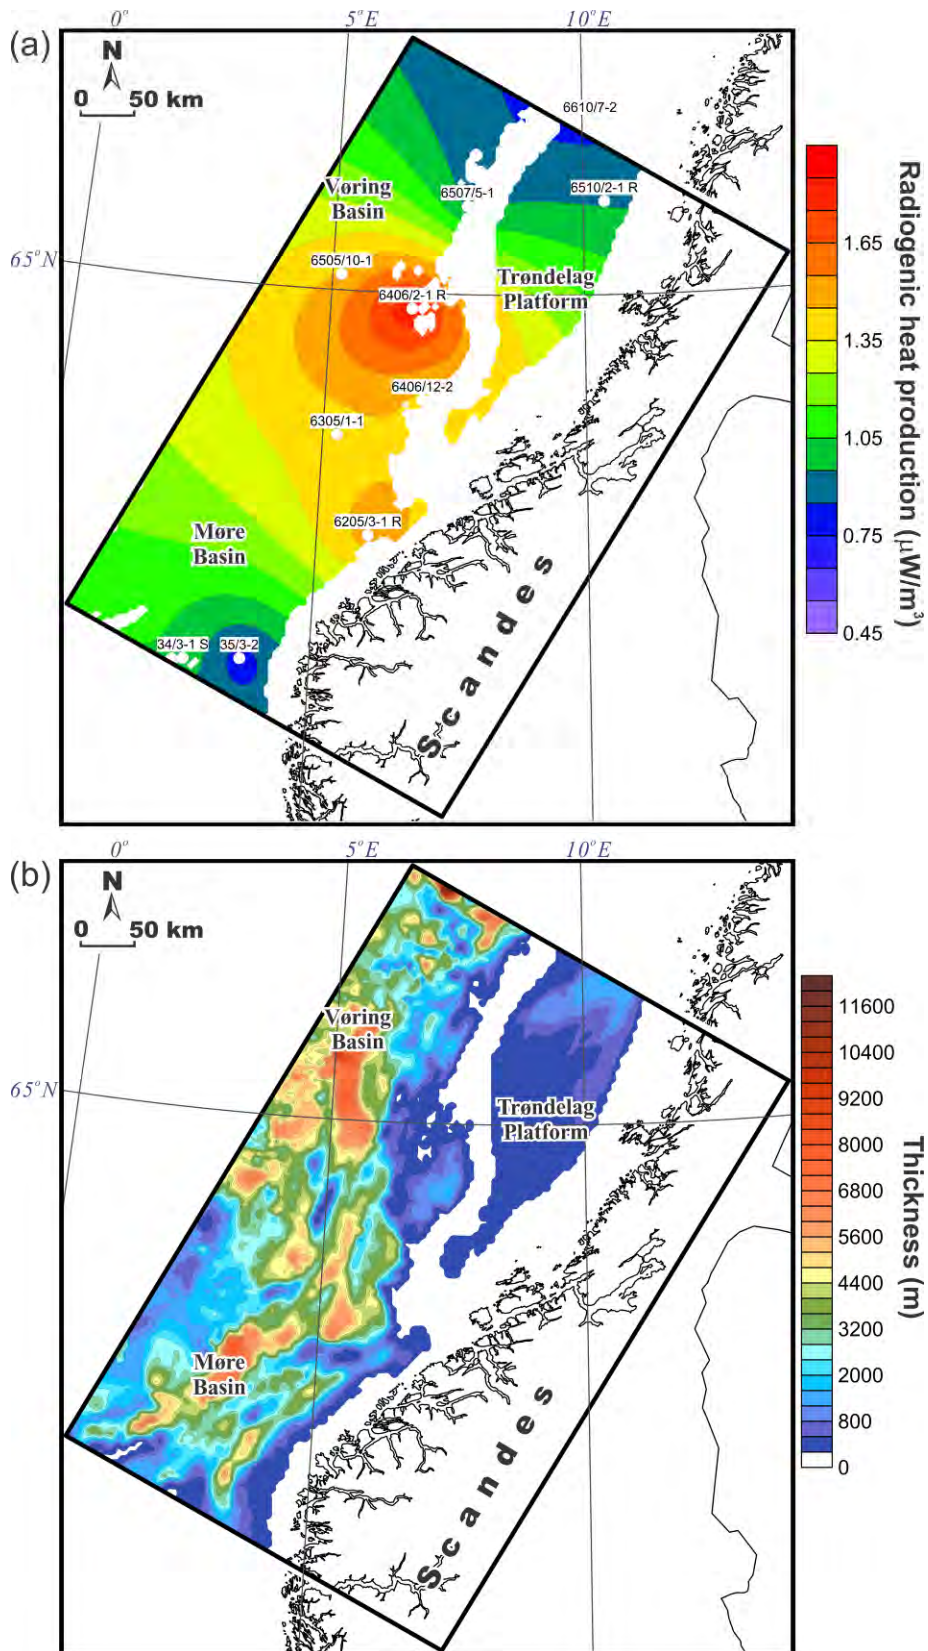 (a)
0° 5°E 10°E
N
0 50 km
6610/7-2
6507/5-1
6510/2-1 R
Vøring
Basin
65°N
6505/10-1
Trøndelag
Platform
6406/2-1 R
6406/12-2
6305/1-1
6205/3-1 R
Møre
Basin
34/3-1 S
35/3-2
Scandes
1.65
1.35
1.05
0.75
0.45
Radiogenic heat production (μW/m³)
(b)
0° 5°E 10°E
N
0 50 km
Vøring
Basin
65°N
Trøndelag
Platform
Møre
Basin
Scandes
11600
10400
9200
8000
6800
5600
4400
3200
2000
800
0
Thickness (m)